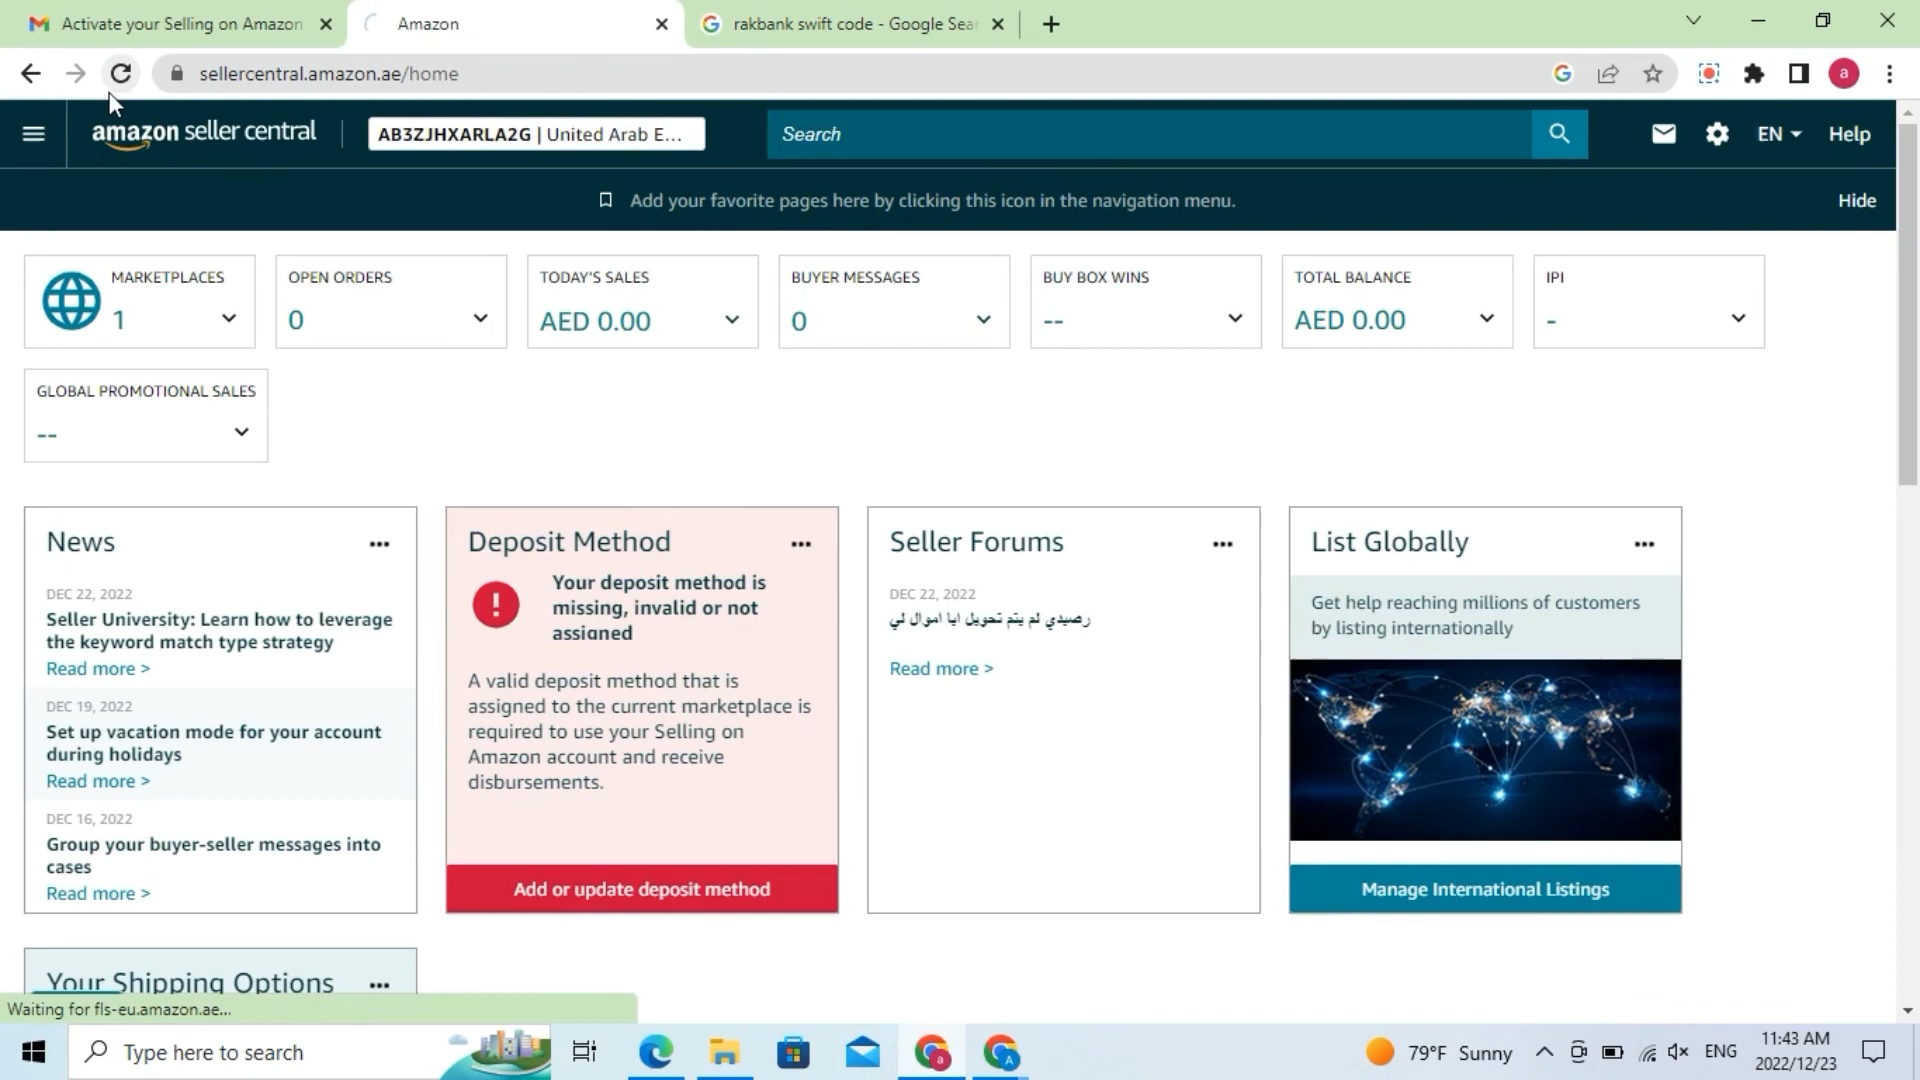 Activate your Selling on Amazon
Amazon
rakbank swift code - Google Sear
sellercentral.amazon.ae/home
a
amazon seller central
AB3ZJHXARLA2G | United Arab E...
Search
EN
Help
Add your favorite pages here by clicking this icon in the navigation menu.
Hide
MARKETPLACES
1
OPEN ORDERS
0
TODAY'S SALES
AED 0.00
BUYER MESSAGES
0
BUY BOX WINS
--
TOTAL BALANCE
AED 0.00
IPI
-
GLOBAL PROMOTIONAL SALES
--
News
DEC 22, 2022
Seller University: Learn how to leverage
the keyword match type strategy
Read more >
DEC 19, 2022
Set up vacation mode for your account
during holidays
Read more >
DEC 16, 2022
Group your buyer-seller messages into
cases
Read more >
Deposit Method
Your deposit method is
missing, invalid or not
assigned
A valid deposit method that is
assigned to the current marketplace is
required to use your Selling on
Amazon account and receive
disbursements.
Add or update deposit method
Seller Forums
DEC 22, 2022
رصيدي لم يتم تحويل ايا اموال لي
Read more >
List Globally
Get help reaching millions of customers
by listing internationally
Manage International Listings
Your Shipping Options
Waiting for fls-eu.amazon.ae...
Type here to search
a
A
79°F Sunny
ENG
11:43 AM
2022/12/23